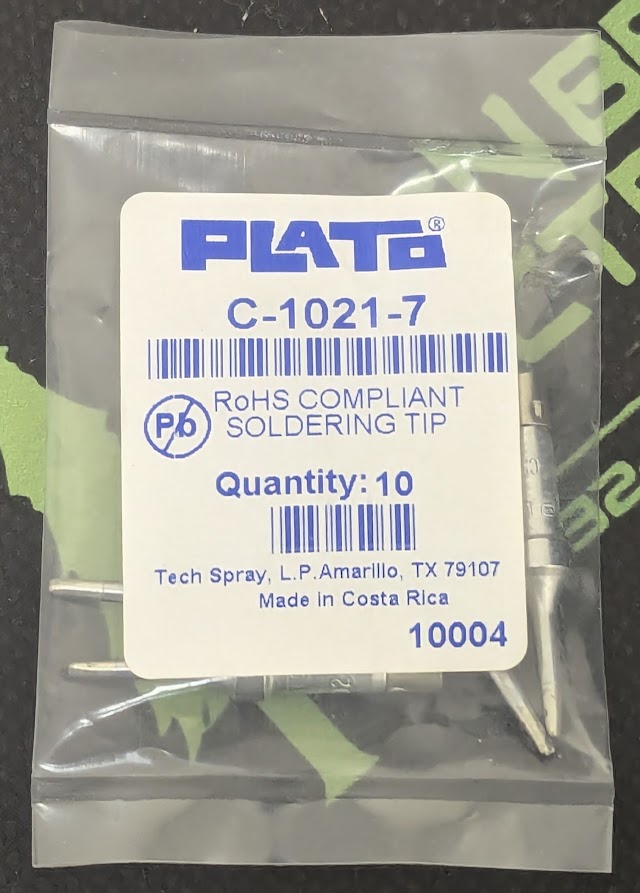 PLATO®
C-1021-7
Pb
RoHS COMPLIANT
SOLDERING TIP
Quantity: 10
Tech Spray, L.P. Amarillo, TX 79107
Made in Costa Rica
10004